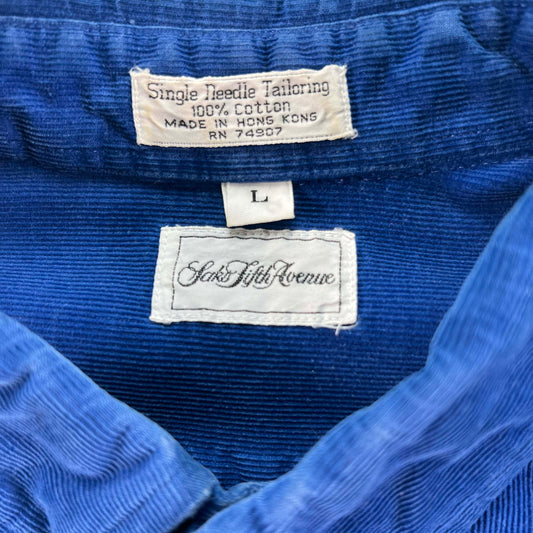 Single Needle Tailoring
100% Cotton
MADE IN HONG KONG
RN 74907
L
Saks Fifth Avenue